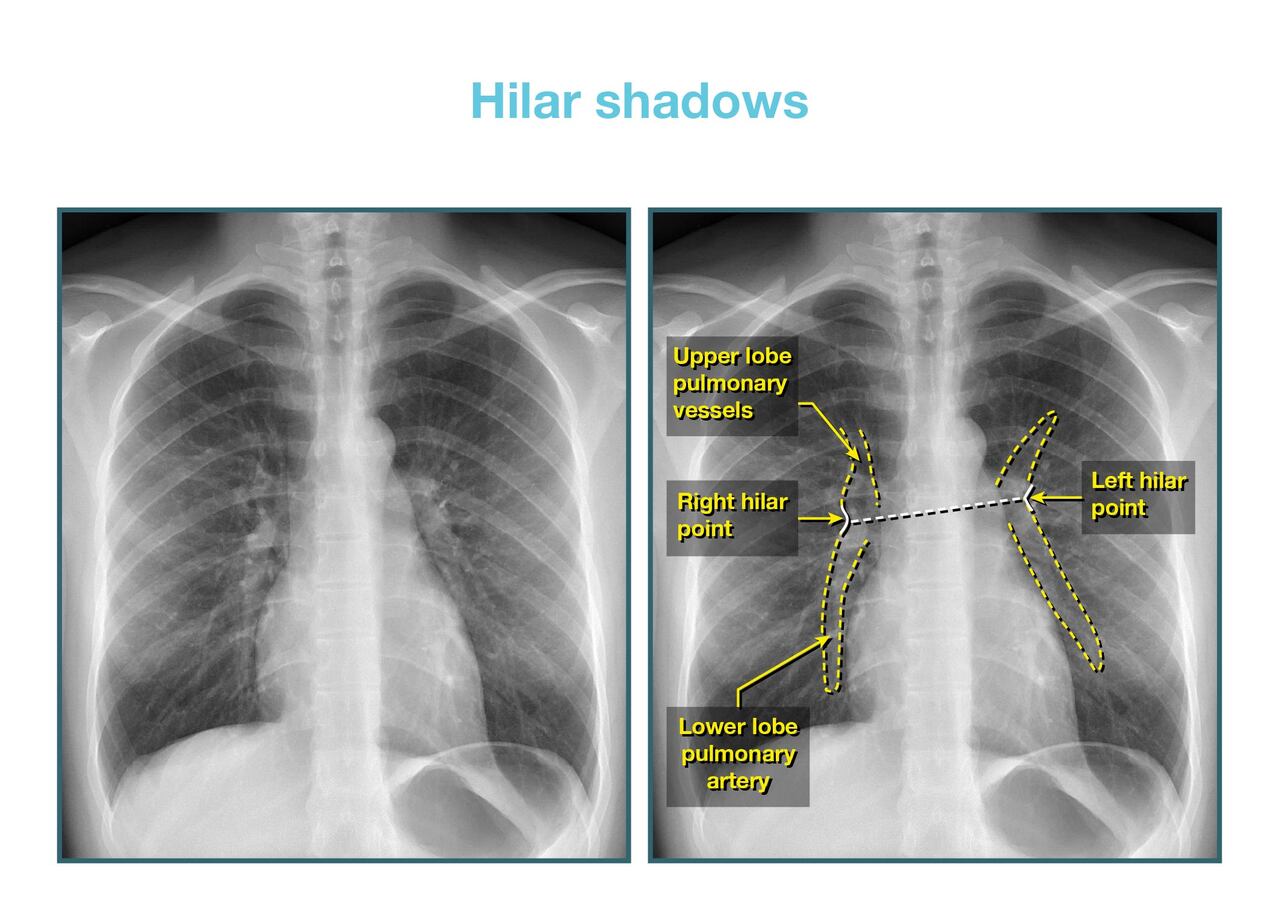 Hilar shadows
Upper lobe
pulmonary
vessels
Right hilar
point
Left hilar
point
Lower lobe
pulmonary
artery